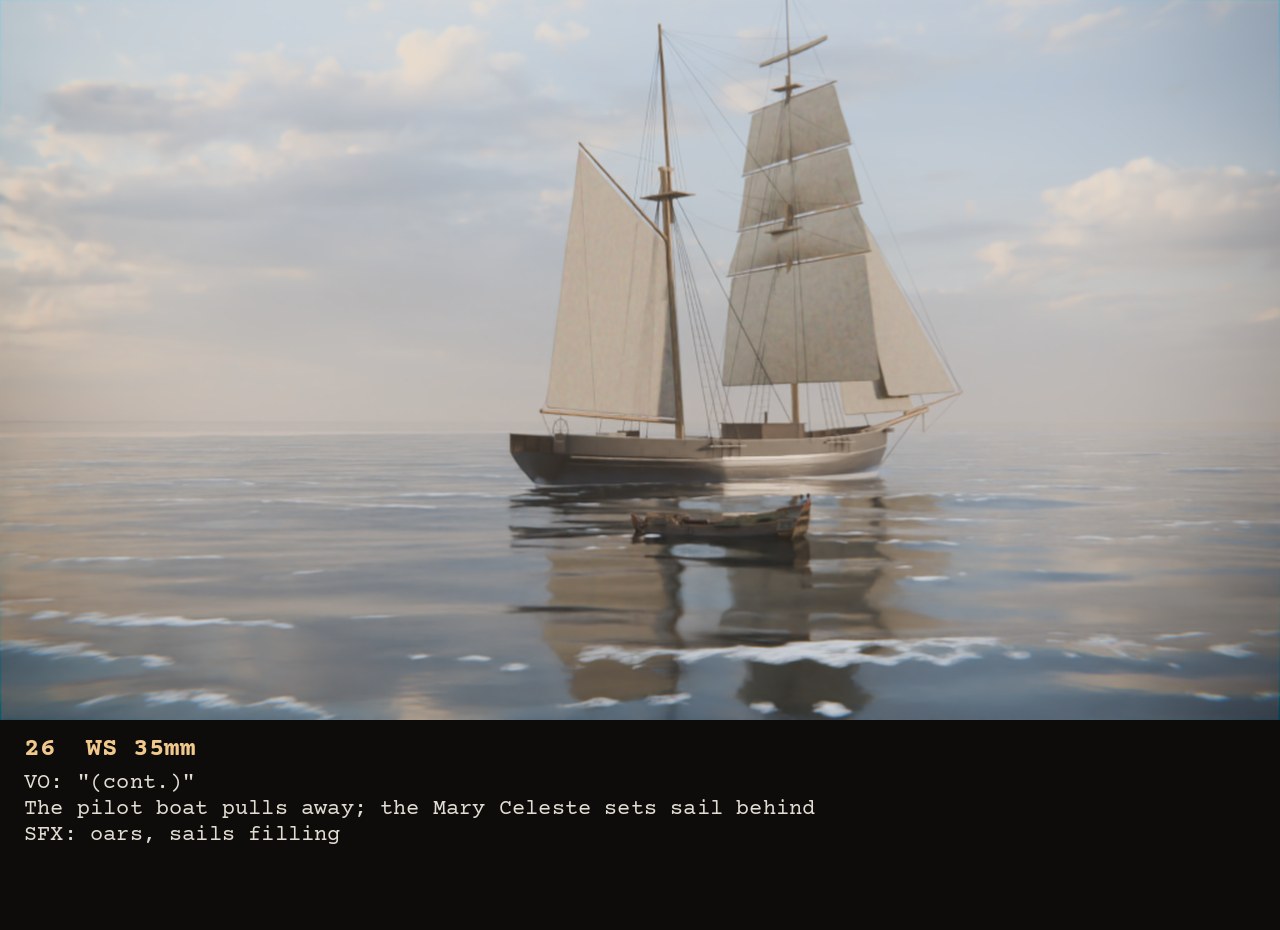 26  WS 35mm
VO: "(cont.)"
The pilot boat pulls away; the Mary Celeste sets sail behind
SFX: oars, sails filling